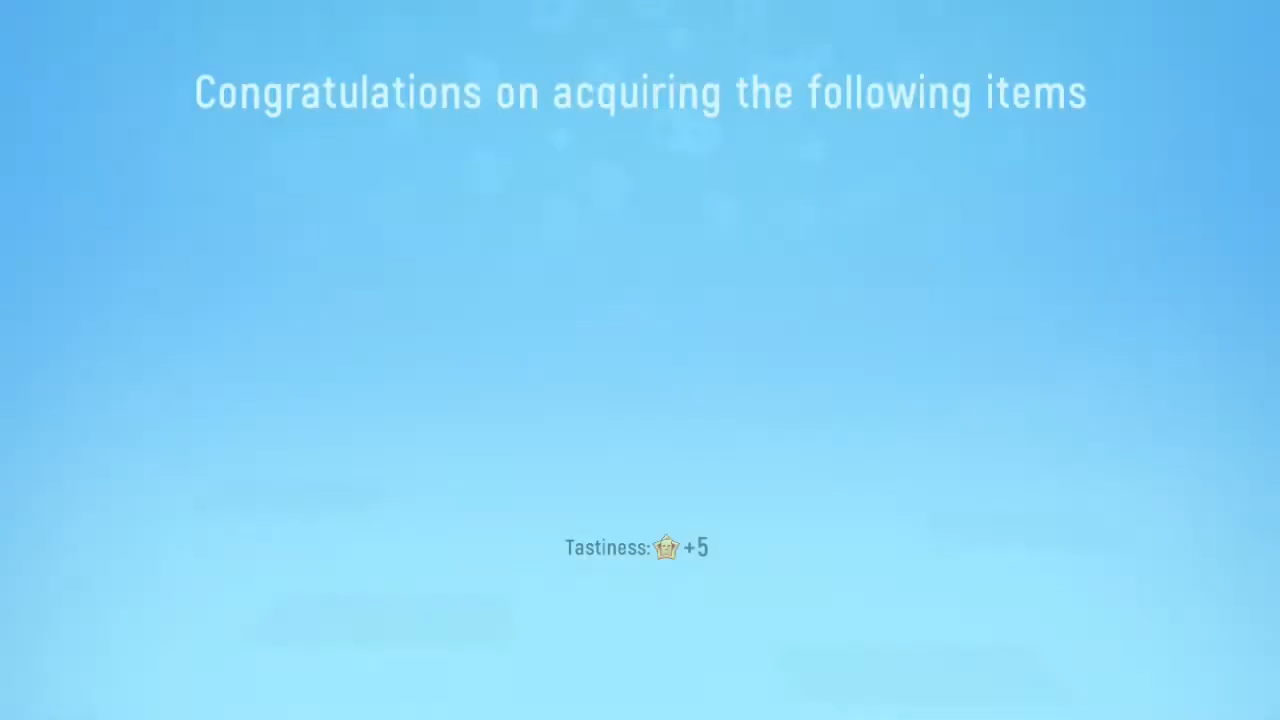 Congratulations on acquiring the following items
Tastiness: +5